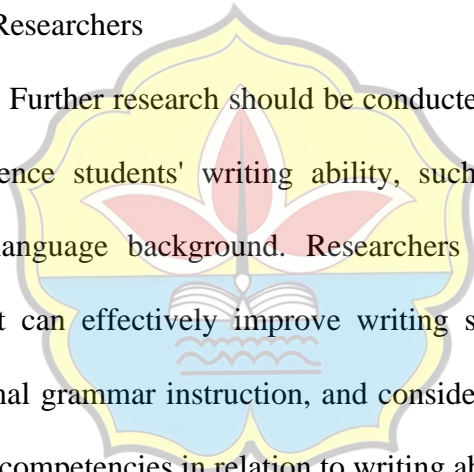 Researchers
Further research should be conducte
ence students' writing ability, such
anguage background. Researchers
t can effectively improve writing s
nal grammar instruction, and conside
competencies in relation to writing ab